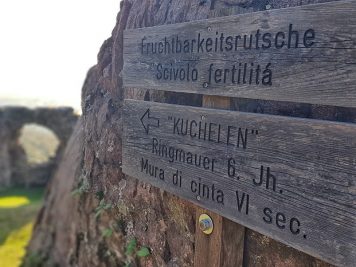 Fruchtbarkeitsrutsche
Scivolo fertilitá
"KUCHELEN"
Ringmauer 6. Jh.
Mura di cinta VI sec.